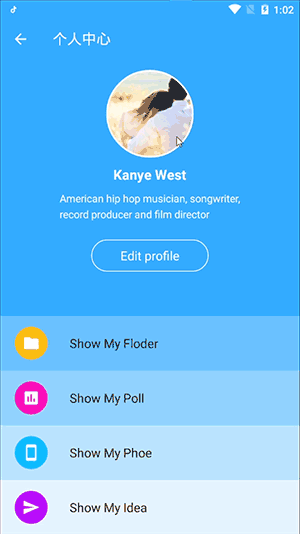 1:02
个人中心
Kanye West
American hip hop musician, songwriter,
record producer and film director
Edit profile
Show My Floder
Show My Poll
Show My Phoe
Show My Idea